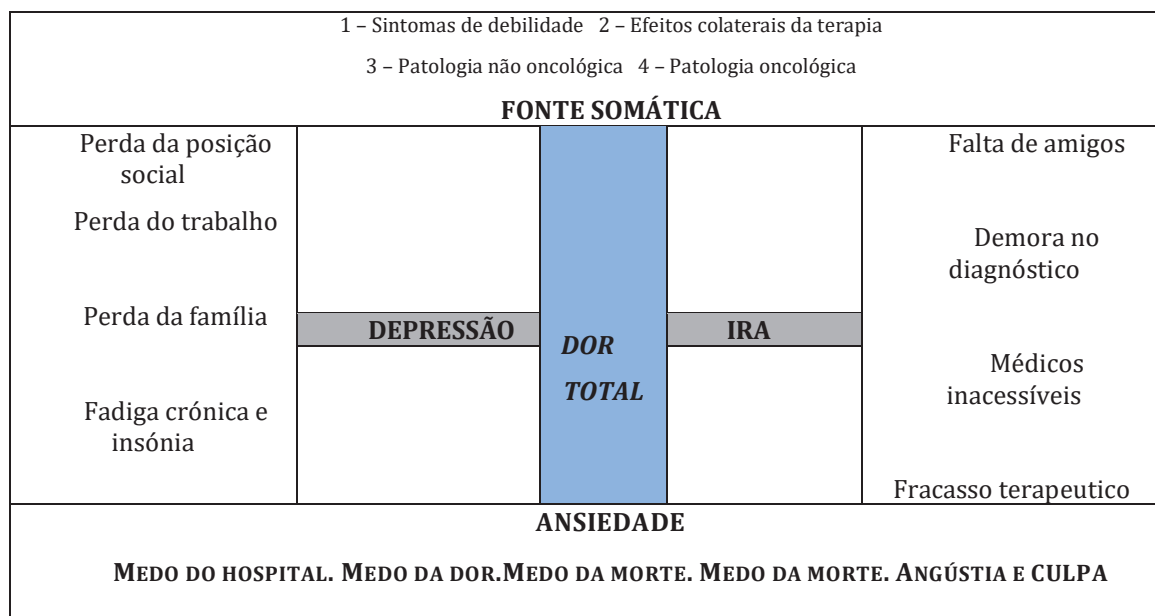 1 – Sintomas de debilidade 2 – Efeitos colaterais da terapia
3 – Patologia não oncológica 4 – Patologia oncológica
FONTE SOMÁTICA
Perda da posição
social
Perda do trabalho
Perda da família
Fadiga crónica e
insónia
DEPRESSÃO
DOR
TOTAL
IRA
Falta de amigos
Demora no
diagnóstico
Médicos
inacessíveis
Fracasso terapeutico
ANSIEDADE
MEDO DO HOSPITAL. MEDO DA DOR.MEDO DA MORTE. MEDO DA MORTE. ANGÚSTIA E CULPA